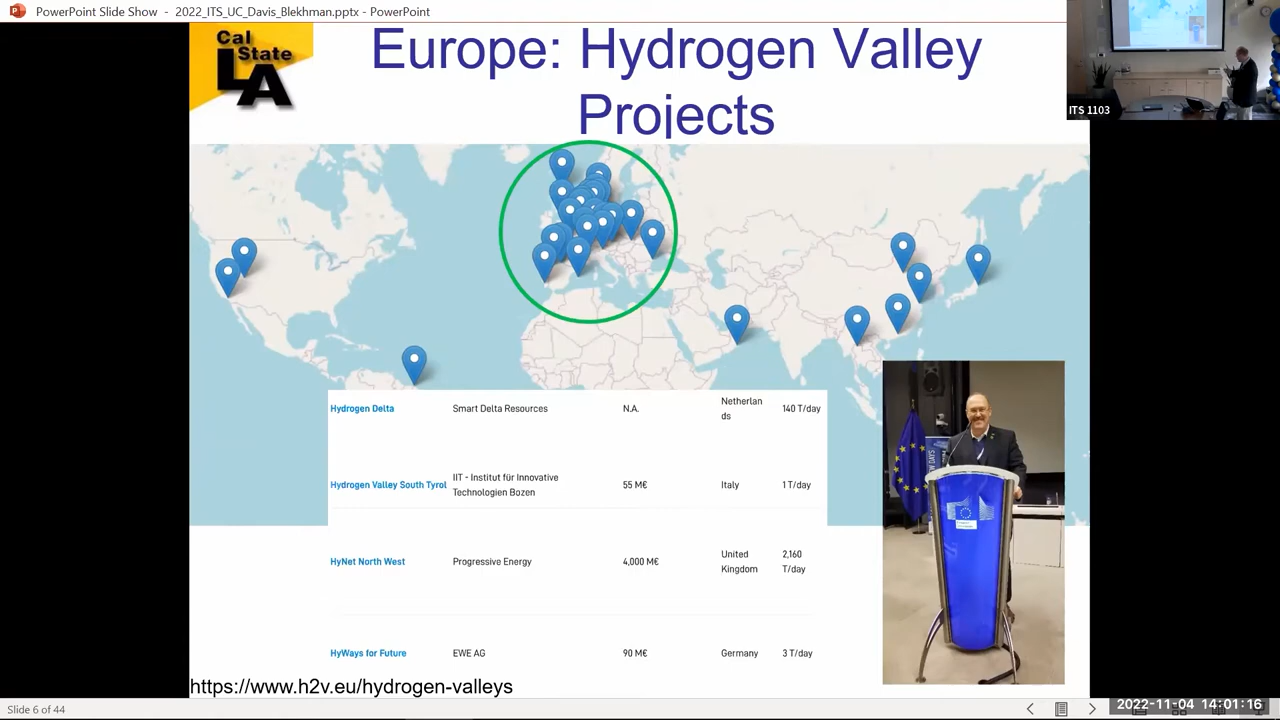 PowerPoint Slide Show - 2022_ITS_UC_Davis_Blekhman.pptx - PowerPoint
Cal
State
LA
Europe: Hydrogen Valley
Projects
ITS 1103
Hydrogen Delta Smart Delta Resources N.A. Netherlan
ds 140 T/day
Hydrogen Valley South Tyrol IIT - Institut für Innovative
Technologien Bozen 55 M€ Italy 1 T/day
HyNet North West Progressive Energy 4,000 M€ United
Kingdom 2,160
T/day
HyWays for Future EWE AG 90 M€ Germany 3 T/day
https://www.h2v.eu/hydrogen-valleys
Slide 6 of 44
2022-11-04 14:01:16